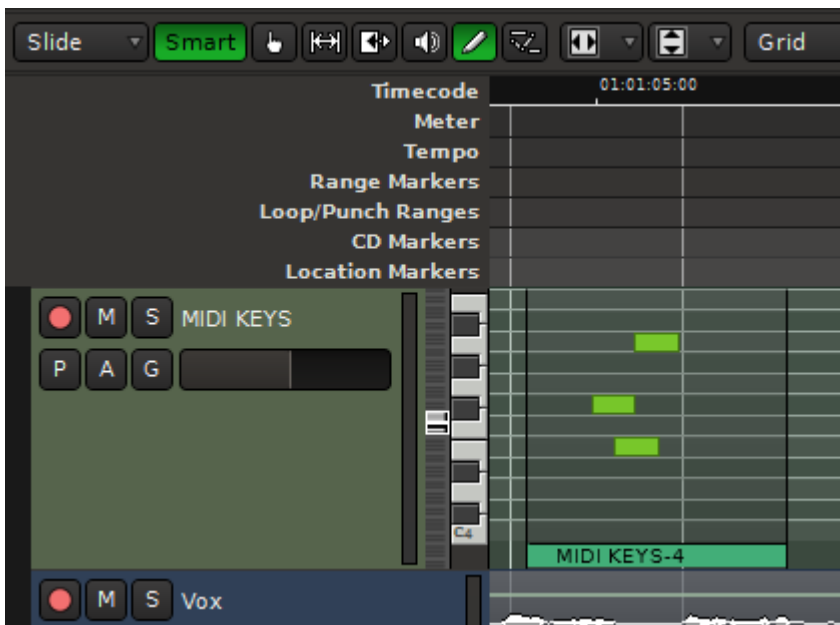 Slide Smart Grid
Timecode 01:01:05:00
Meter
Tempo
Range Markers
Loop/Punch Ranges
CD Markers
Location Markers
M S MIDI KEYS
P A G
C4
MIDI KEYS-4
M S Vox